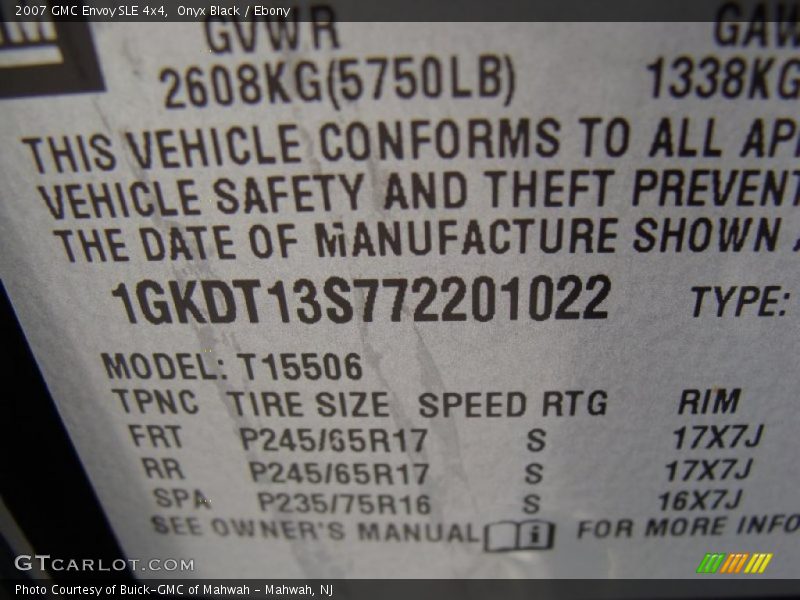 2007 GMC Envoy SLE 4x4, Onyx Black / Ebony
GVWR GAW
2608KG(5750LB) 1338KG
THIS VEHICLE CONFORMS TO ALL AP
VEHICLE SAFETY AND THEFT PREVENT
THE DATE OF MANUFACTURE SHOWN
1GKDT13S772201022 TYPE:
MODEL: T15506
TPNC TIRE SIZE SPEED RTG RIM
FRT P245/65R17 S 17X7J
RR P245/65R17 S 17X7J
SPA P235/75R16 S 16X7J
SEE OWNER'S MANUAL i FOR MORE INFO
GTCARLOT.COM
Photo Courtesy of Buick-GMC of Mahwah - Mahwah, NJ